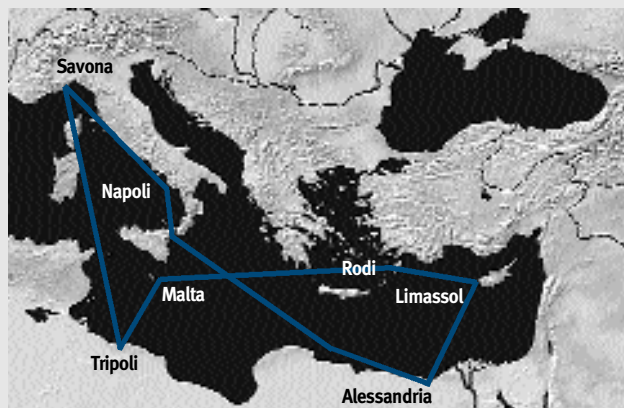 Savona
Napoli
Rodi
Malta
Limassol
Tripoli
Alessandria